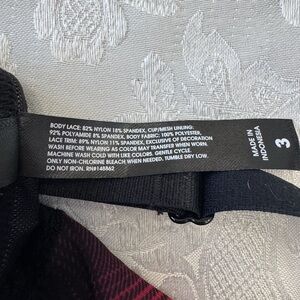 BODY LACE: 82% NYLON 18% SPANDEX, CUP/MESH LINING:
92% POLYAMIDE 8% SPANDEX, BODY FABRIC: 100% POLYESTER,
LACE TRIM: 89% NYLON 11% SPANDEX, EXCLUSIVE OF DECORATION
WASH BEFORE WEARING AS COLOR MAY TRANSFER WHEN WORN.
MACHINE WASH COLD WITH LIKE COLORS. GENTLE CYCLE.
ONLY NON-CHLORINE BLEACH WHEN NEEDED, TUMBLE DRY LOW.
DO NOT IRON. RN#148862
MADE IN
INDONESIA
3